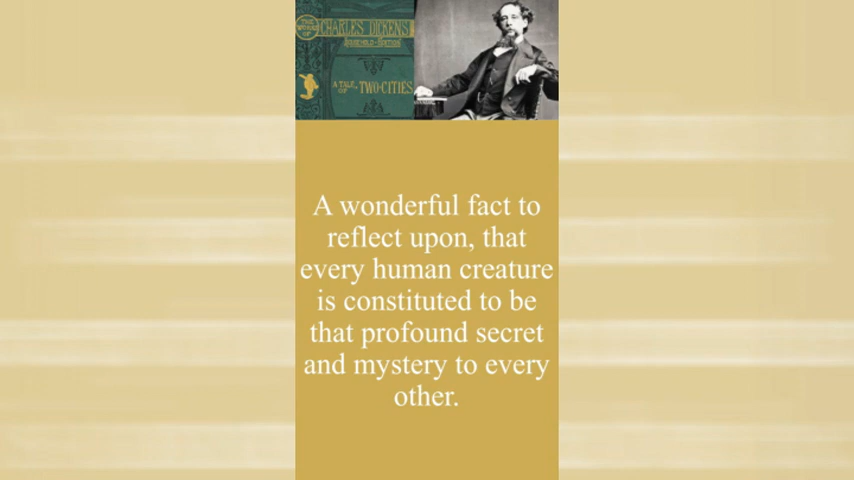 THE WORKS OF
CHARLES DICKENS
HOUSEHOLD EDITION
A TALE OF TWO CITIES
A wonderful fact to
reflect upon, that
every human creature
is constituted to be
that profound secret
and mystery to every
other.